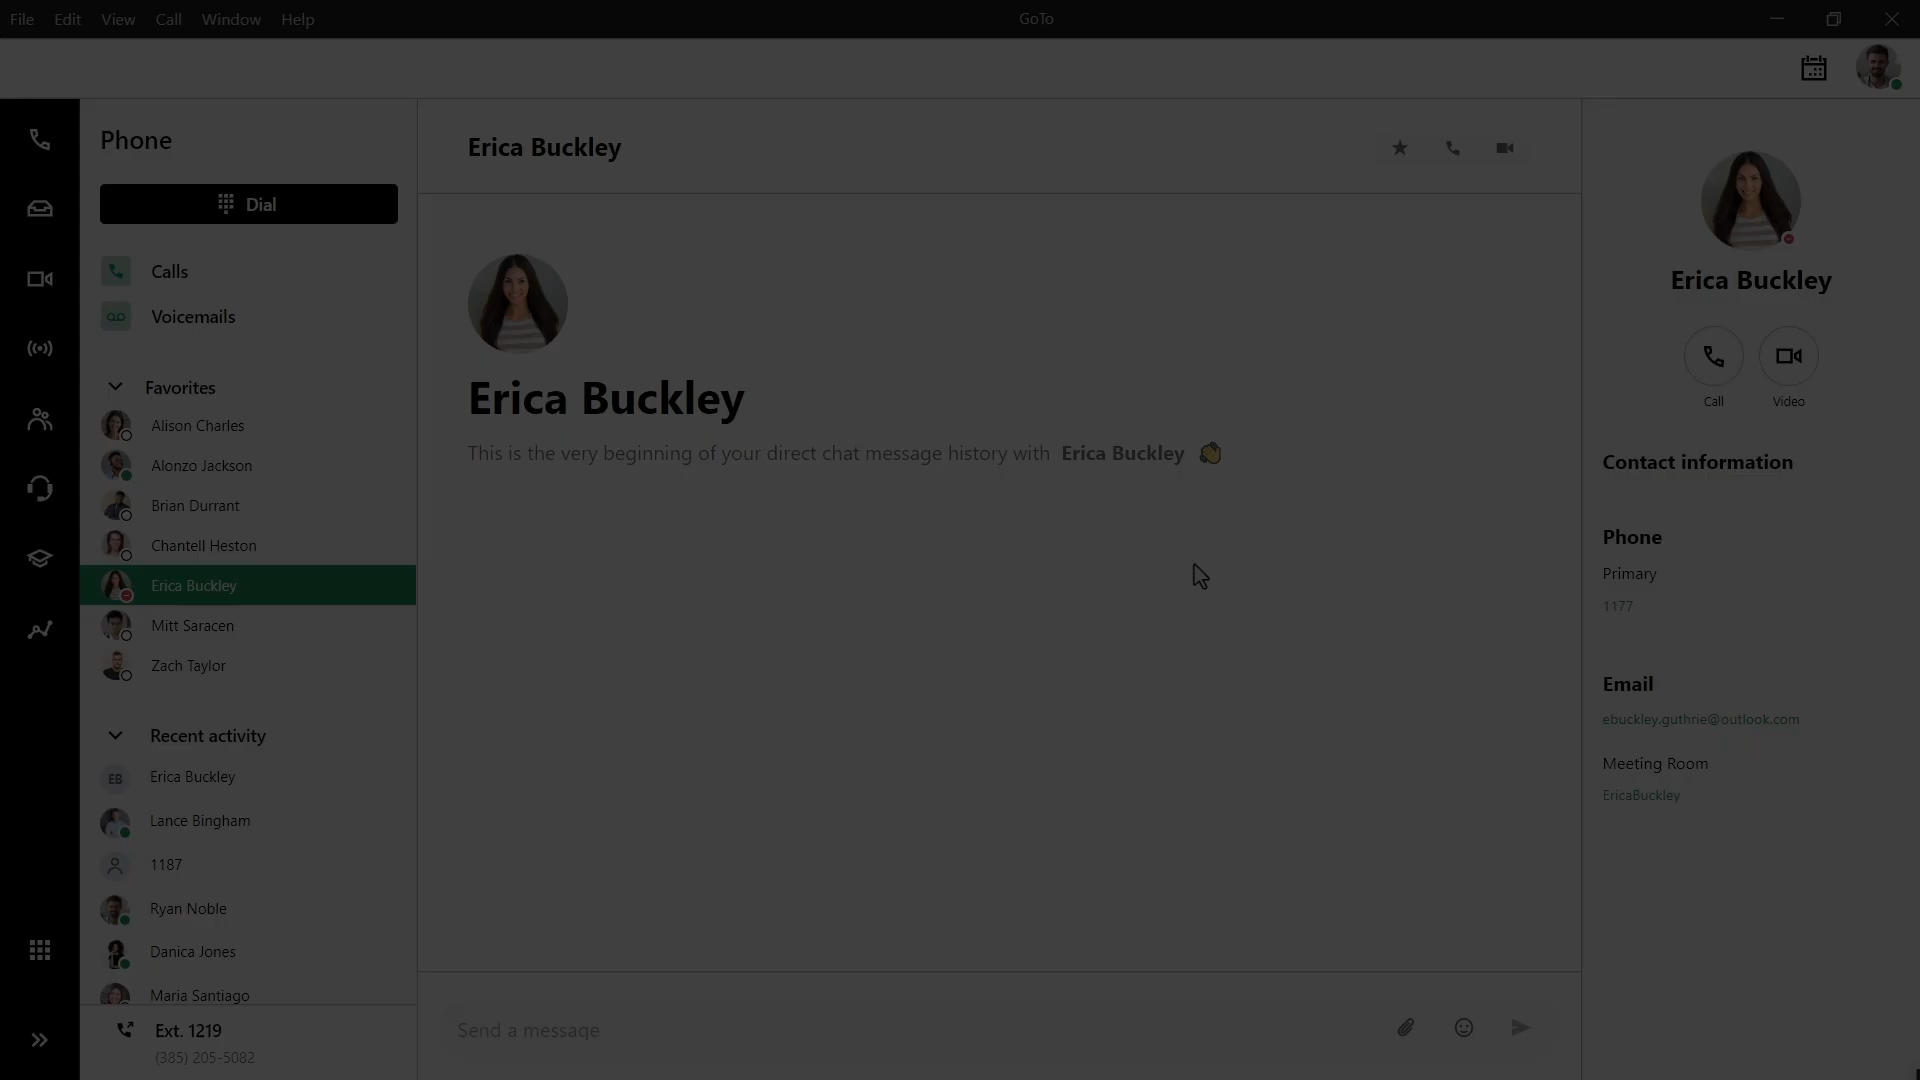 File Edit View Call Window Help
GoTo
Phone
Dial
Calls
Voicemails
Favorites
Alison Charles
Alonzo Jackson
Brian Durrant
Chantell Heston
Erica Buckley
Mitt Saracen
Zach Taylor
Recent activity
EB Erica Buckley
Lance Bingham
1187
Ryan Noble
Danica Jones
Maria Santiago
Ext. 1219
(385) 205-5082
Erica Buckley
Erica Buckley
This is the very beginning of your direct chat message history with Erica Buckley 👋
Send a message
Erica Buckley
Call Video
Contact information
Phone
Primary
1177
Email
ebuckley.guthrie@outlook.com
Meeting Room
EricaBuckley